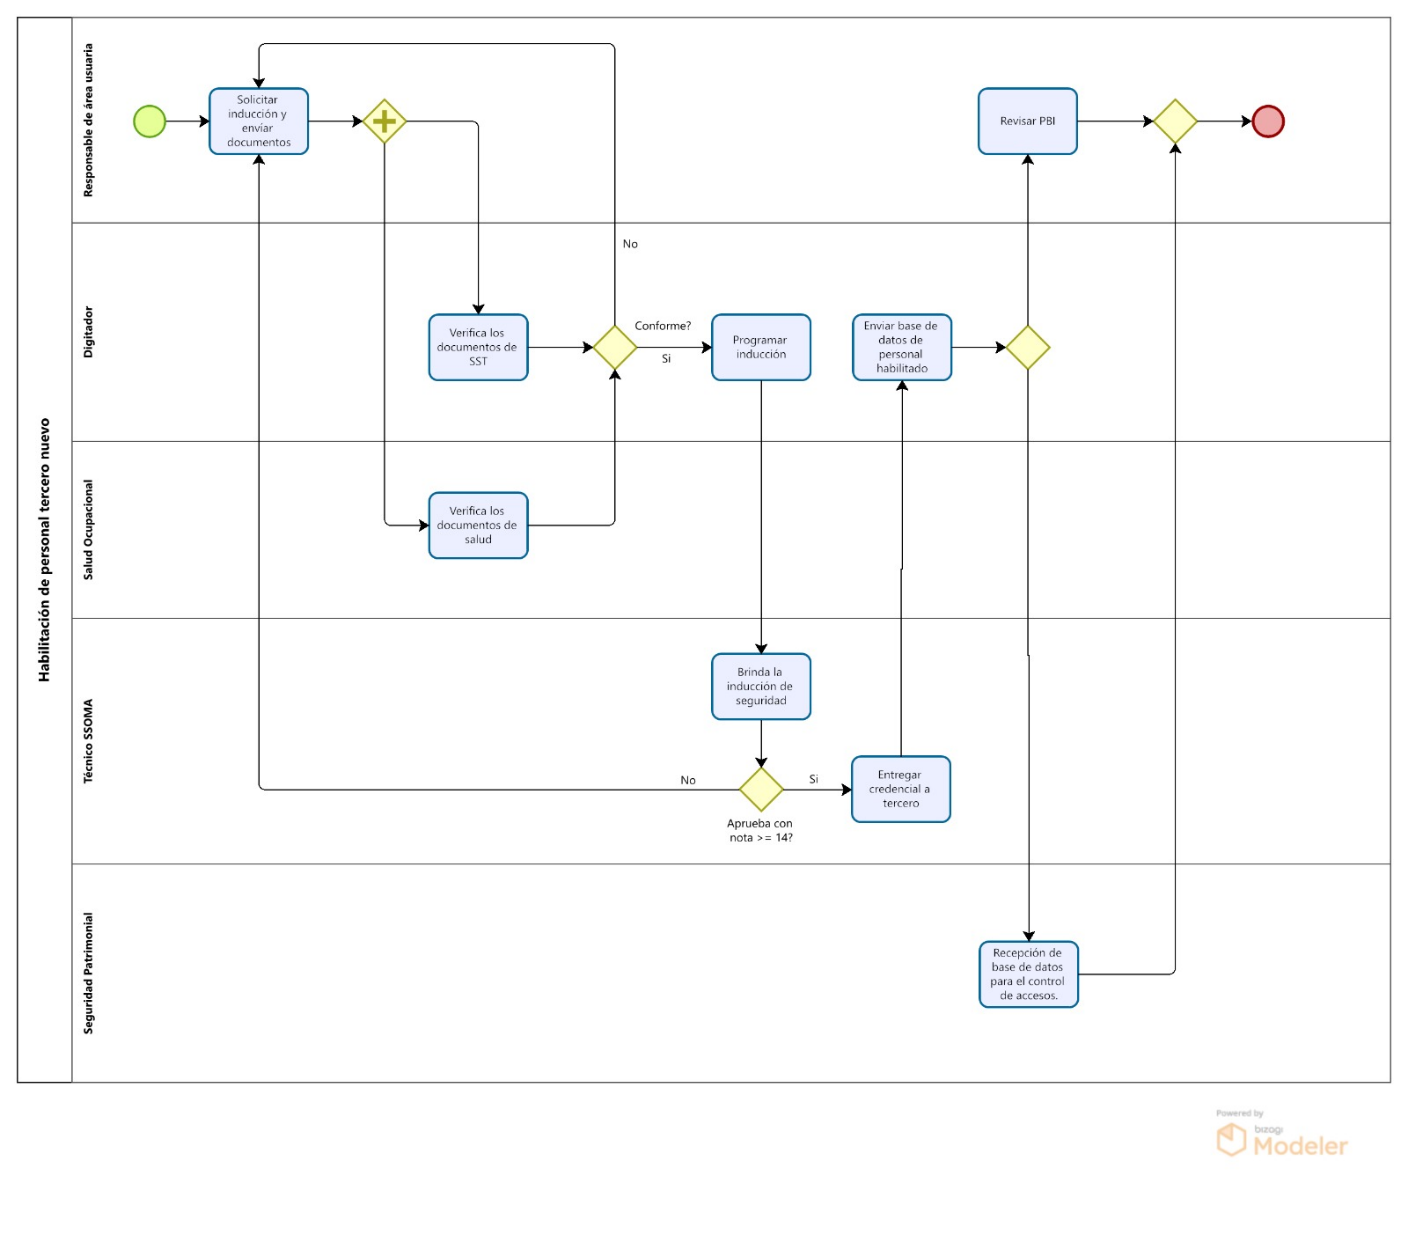 Habilitación de personal tercero nuevo
Responsable de área usuaria
Solicitar
inducción y
envíar
documentos
Revisar PBI
No
Digitador
Verifica los
documentos de
SST
Conforme?
Si
Programar
inducción
Enviar base de
datos de
personal
habilitado
Salud Ocupacional
Verifica los
documentos de
salud
Técnico SSOMA
Brinda la
inducción de
seguridad
No
Si
Aprueba con
nota >= 14?
Entregar
credencial a
tercero
Seguridad Patrimonial
Recepción de
base de datos
para el control
de accesos.
Powered by
bizagi
Modeler